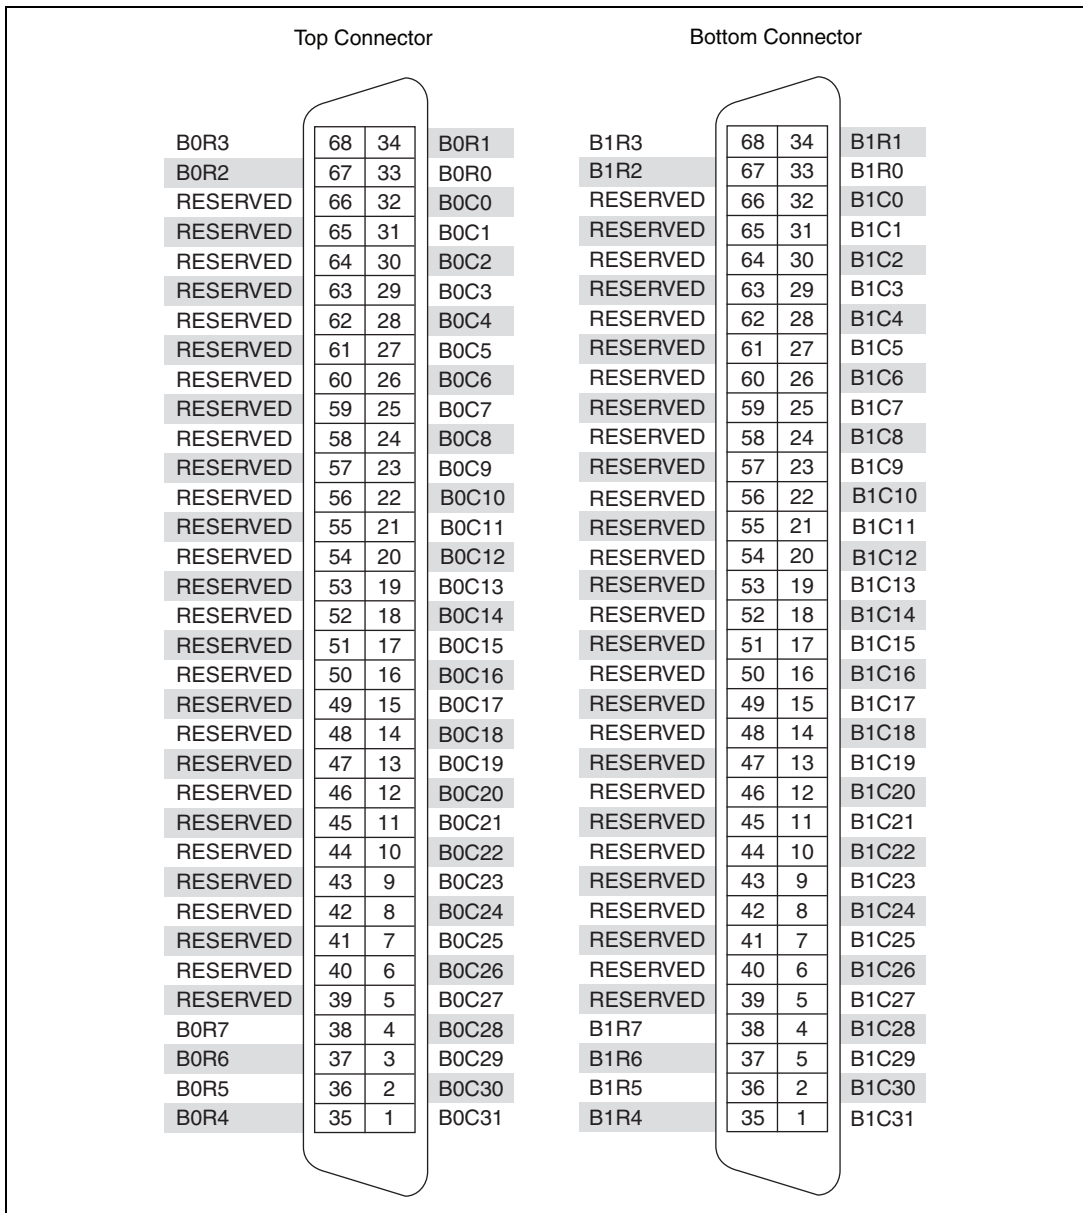 Top Connector Bottom Connector
B0R3 68 34 B0R1 B1R3 68 34 B1R1
B0R2 67 33 B0R0 B1R2 67 33 B1R0
RESERVED 66 32 B0C0 RESERVED 66 32 B1C0
RESERVED 65 31 B0C1 RESERVED 65 31 B1C1
RESERVED 64 30 B0C2 RESERVED 64 30 B1C2
RESERVED 63 29 B0C3 RESERVED 63 29 B1C3
RESERVED 62 28 B0C4 RESERVED 62 28 B1C4
RESERVED 61 27 B0C5 RESERVED 61 27 B1C5
RESERVED 60 26 B0C6 RESERVED 60 26 B1C6
RESERVED 59 25 B0C7 RESERVED 59 25 B1C7
RESERVED 58 24 B0C8 RESERVED 58 24 B1C8
RESERVED 57 23 B0C9 RESERVED 57 23 B1C9
RESERVED 56 22 B0C10 RESERVED 56 22 B1C10
RESERVED 55 21 B0C11 RESERVED 55 21 B1C11
RESERVED 54 20 B0C12 RESERVED 54 20 B1C12
RESERVED 53 19 B0C13 RESERVED 53 19 B1C13
RESERVED 52 18 B0C14 RESERVED 52 18 B1C14
RESERVED 51 17 B0C15 RESERVED 51 17 B1C15
RESERVED 50 16 B0C16 RESERVED 50 16 B1C16
RESERVED 49 15 B0C17 RESERVED 49 15 B1C17
RESERVED 48 14 B0C18 RESERVED 48 14 B1C18
RESERVED 47 13 B0C19 RESERVED 47 13 B1C19
RESERVED 46 12 B0C20 RESERVED 46 12 B1C20
RESERVED 45 11 B0C21 RESERVED 45 11 B1C21
RESERVED 44 10 B0C22 RESERVED 44 10 B1C22
RESERVED 43 9 B0C23 RESERVED 43 9 B1C23
RESERVED 42 8 B0C24 RESERVED 42 8 B1C24
RESERVED 41 7 B0C25 RESERVED 41 7 B1C25
RESERVED 40 6 B0C26 RESERVED 40 6 B1C26
RESERVED 39 5 B0C27 RESERVED 39 5 B1C27
B0R7 38 4 B0C28 B1R7 38 4 B1C28
B0R6 37 3 B0C29 B1R6 37 5 B1C29
B0R5 36 2 B0C30 B1R5 36 2 B1C30
B0R4 35 1 B0C31 B1R4 35 1 B1C31